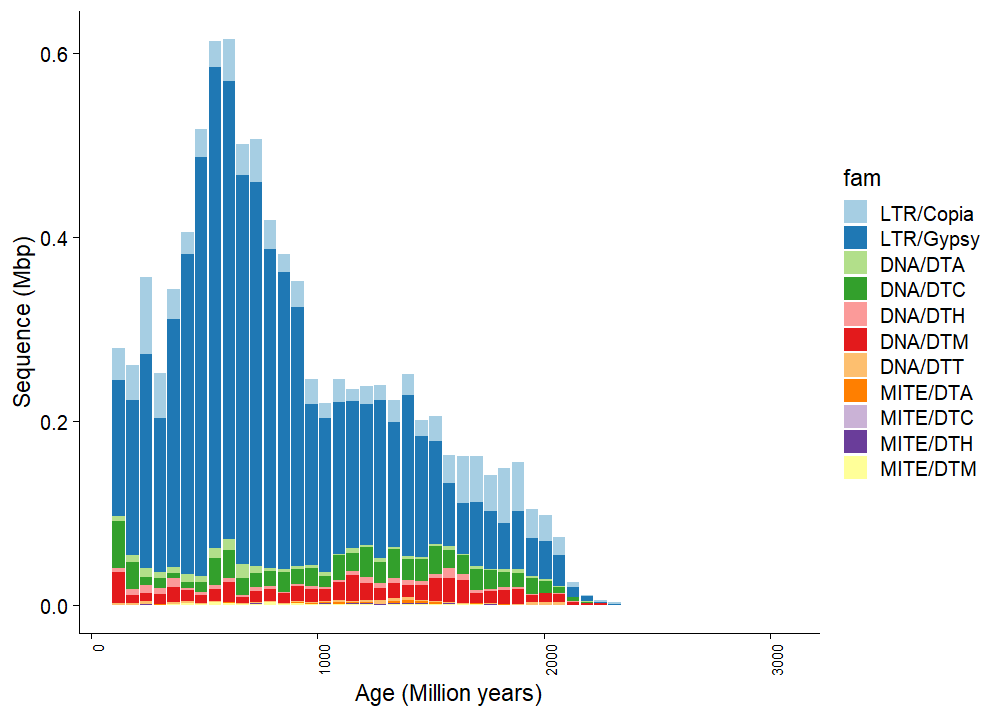 0.6
0.4
0.2
0.0
Sequence (Mbp)
0
1000
2000
3000
Age (Million years)
fam
LTR/Copia
LTR/Gypsy
DNA/DTA
DNA/DTC
DNA/DTH
DNA/DTM
DNA/DTT
MITE/DTA
MITE/DTC
MITE/DTH
MITE/DTM